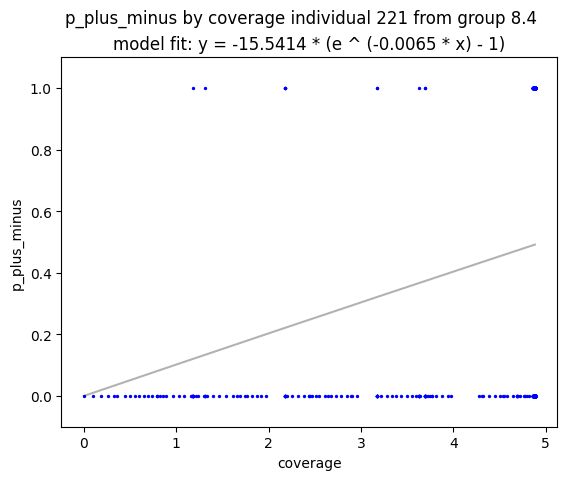 p_plus_minus by coverage individual 221 from group 8.4
model fit: y = -15.5414 * (e ^ (-0.0065 * x) - 1)
1.0
0.8
0.6
0.4
0.2
0.0
p_plus_minus
0 1 2 3 4 5
coverage